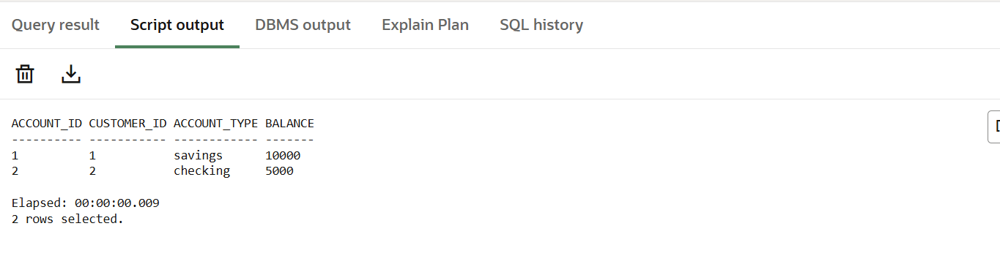 Query result Script output DBMS output Explain Plan SQL history
ACCOUNT_ID CUSTOMER_ID ACCOUNT_TYPE BALANCE
---------- ----------- ------------ -------
1          1           savings      10000
2          2           checking     5000
Elapsed: 00:00:00.009
2 rows selected.